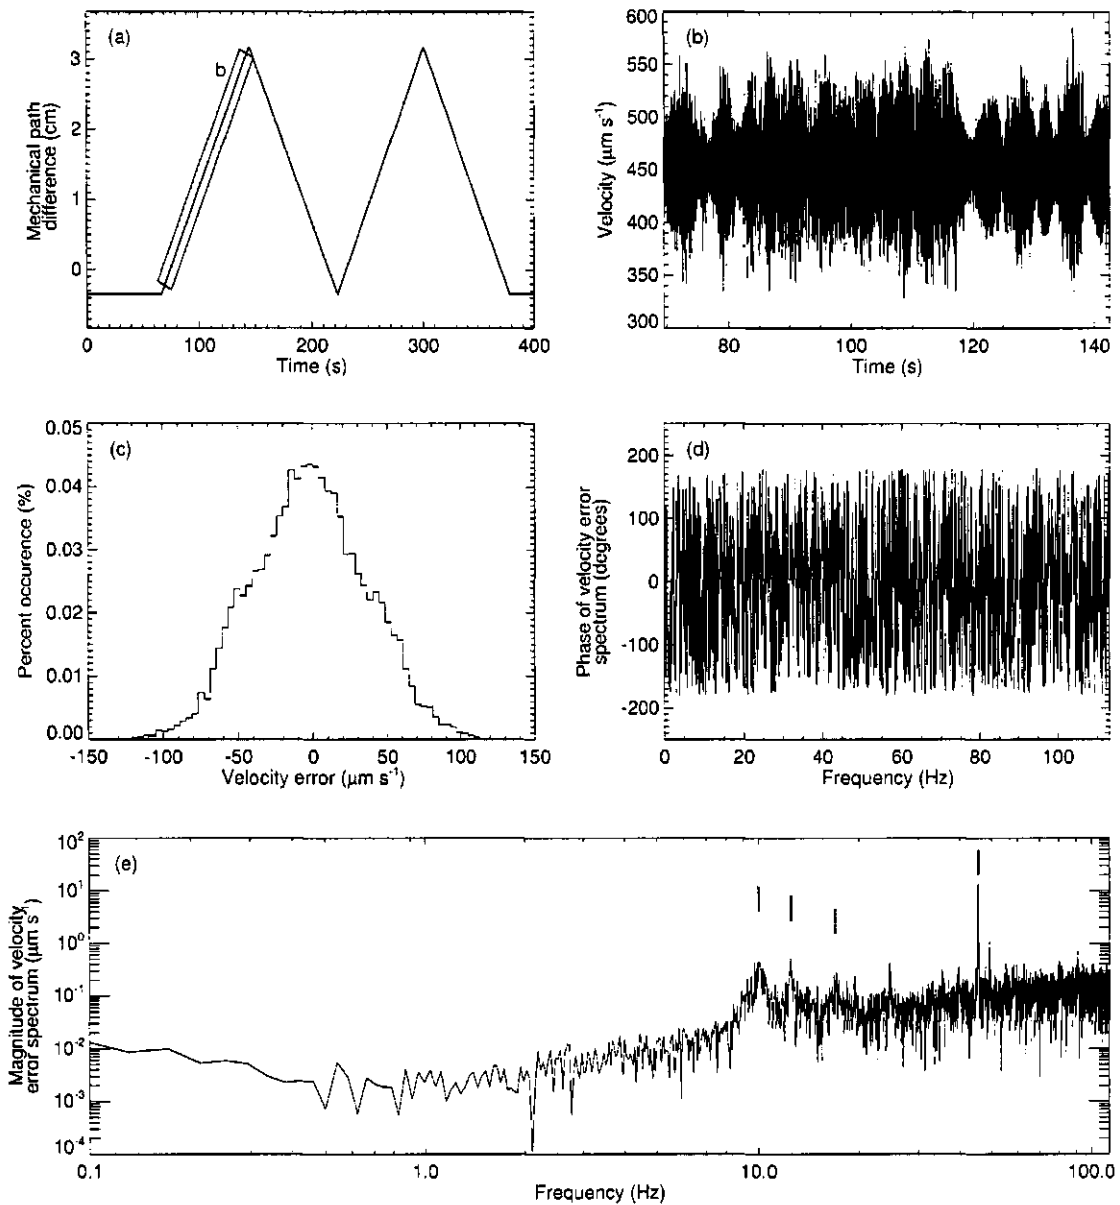 (a)
b
Mechanical path
difference (cm)
3
2
1
0
0
100
200
300
400
Time (s)
(b)
Velocity (μm s⁻¹)
600
550
500
450
400
350
300
80
100
120
140
Time (s)
(c)
Percent occurence (%)
0.05
0.04
0.03
0.02
0.01
0.00
-150
-100
-50
0
50
100
150
Velocity error (μm s⁻¹)
(d)
Phase of velocity error
spectrum (degrees)
200
100
0
-100
-200
0
20
40
60
80
100
Frequency (Hz)
(e)
Magnitude of velocity
error spectrum (μm s⁻¹)
10²
10¹
10⁰
10⁻¹
10⁻²
10⁻³
10⁻⁴
0.1
1.0
10.0
100.0
Frequency (Hz)